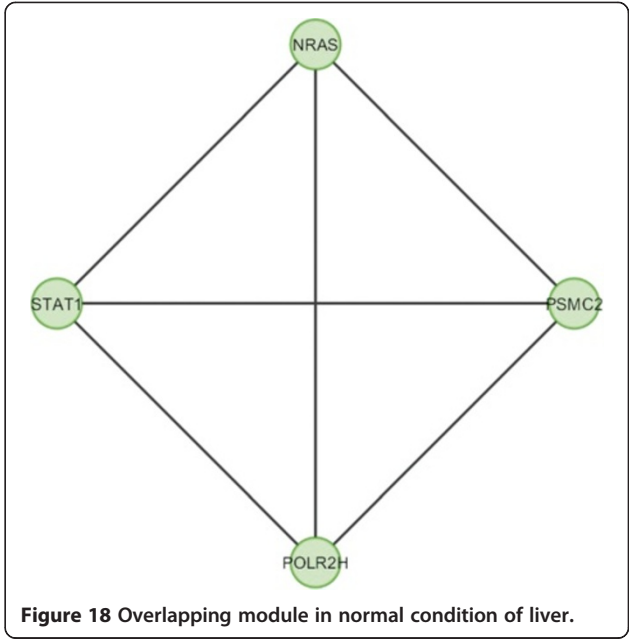 NRAS
STAT1
PSMC2
POLR2H
Figure 18 Overlapping module in normal condition of liver.